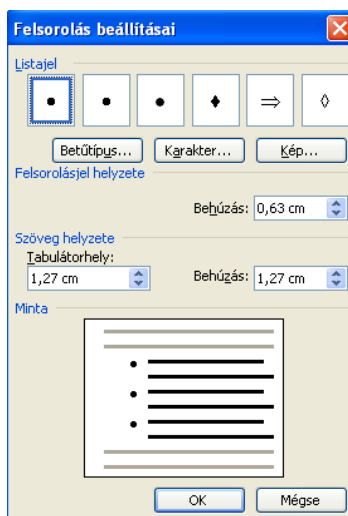 Felsorolás beállításai
Listajel
Betűtípus... Karakter... Kép...
Felsorolásjel helyzete
Behúzás: 0,63 cm
Szöveg helyzete
Tabulátorhely:
1,27 cm Behúzás: 1,27 cm
Minta
OK Mégse